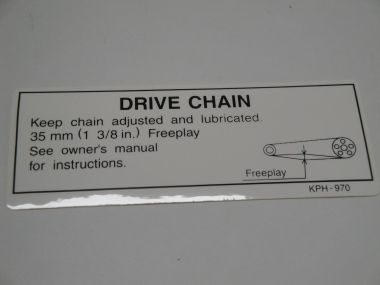 DRIVE CHAIN
Keep chain adjusted and lubricated.
35 mm (1 3/8 in.) Freeplay
See owner's manual
for instructions.
Freeplay
KPH-970